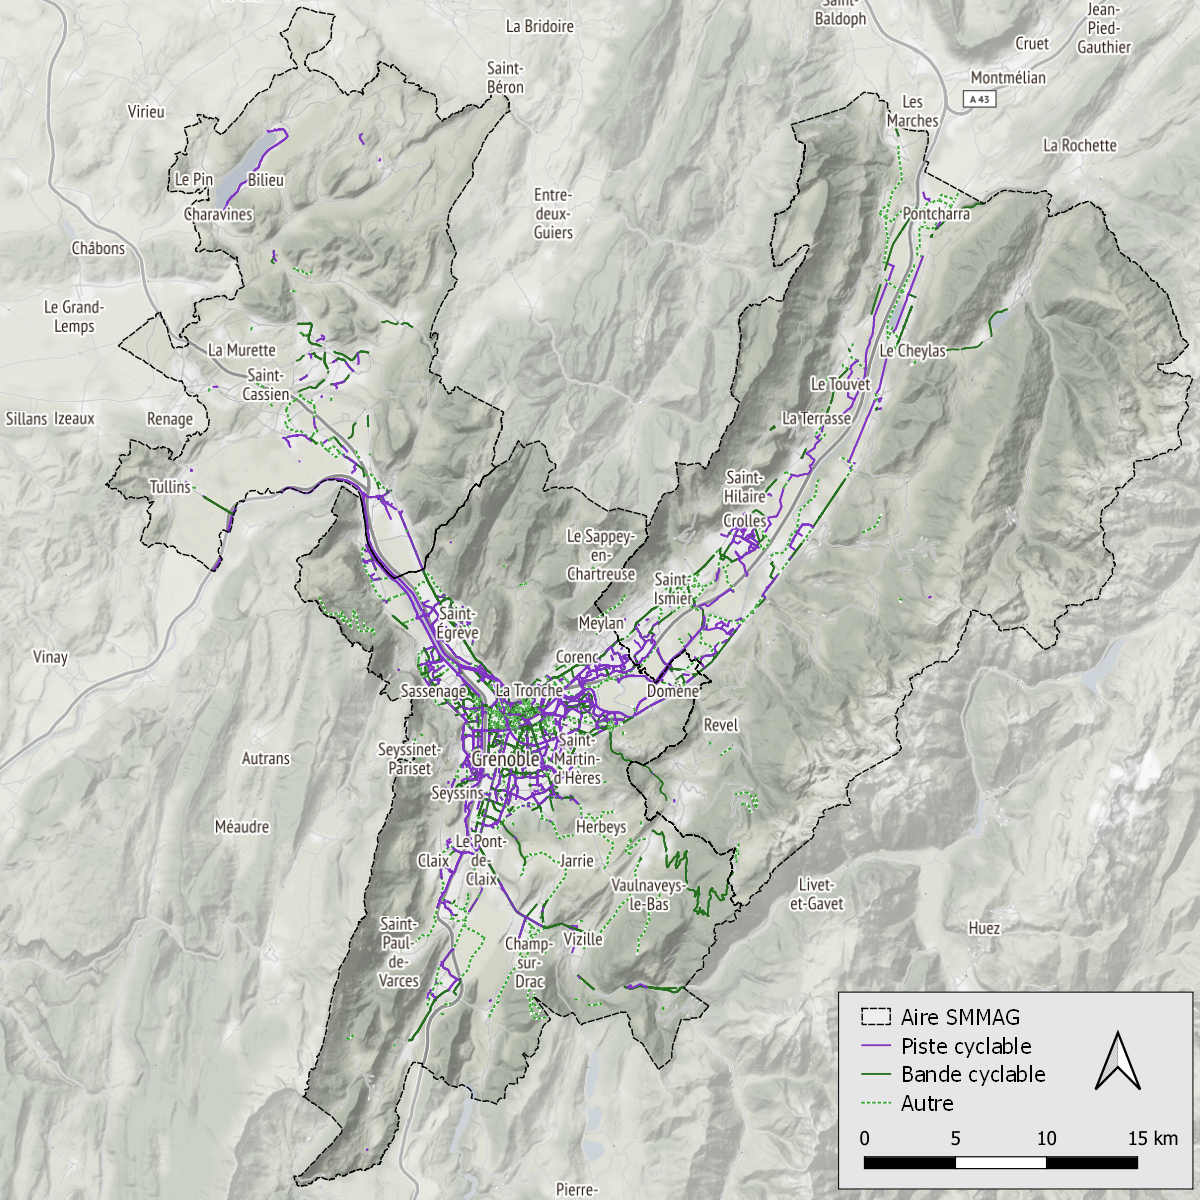 Saint-
Baldoph
Jean-
Pied-
Gauthier
La Bridoire
Cruet
Saint-
Béron
Montmélian
A 43
Les
Marches
Virieu
La Rochette
Le Pin
Bilieu
Entre-
deux-
Guiers
Charavines
Pontcharra
Châbons
Le Grand-
Lemps
La Murette
Le Cheylas
Saint-
Cassien
Le Touvet
Sillans
Izeaux
Renage
La Terrasse
Tullins
Saint-
Hilaire
Crolles
Le Sappey-
en-
Chartreuse
Saint-
Ismier
Saint-
Égrève
Meylan
Vinay
Corenc
Sassenage
La Tronche
Domène
Revel
Autrans
Seyssinet-
Pariset
Grenoble
Saint-
Martin-
d'Hères
Seyssins
Méaudre
Herbeys
Le Pont-
de-
Claix
Claix
Jarrie
Vaulnaveys-
le-Bas
Livet-
et-Gavet
Saint-
Paul-
de-
Varces
Champ-
sur-
Drac
Vizille
Huez
Pierre-
Aire SMMAG
Piste cyclable
Bande cyclable
Autre
0 5 10 15 km